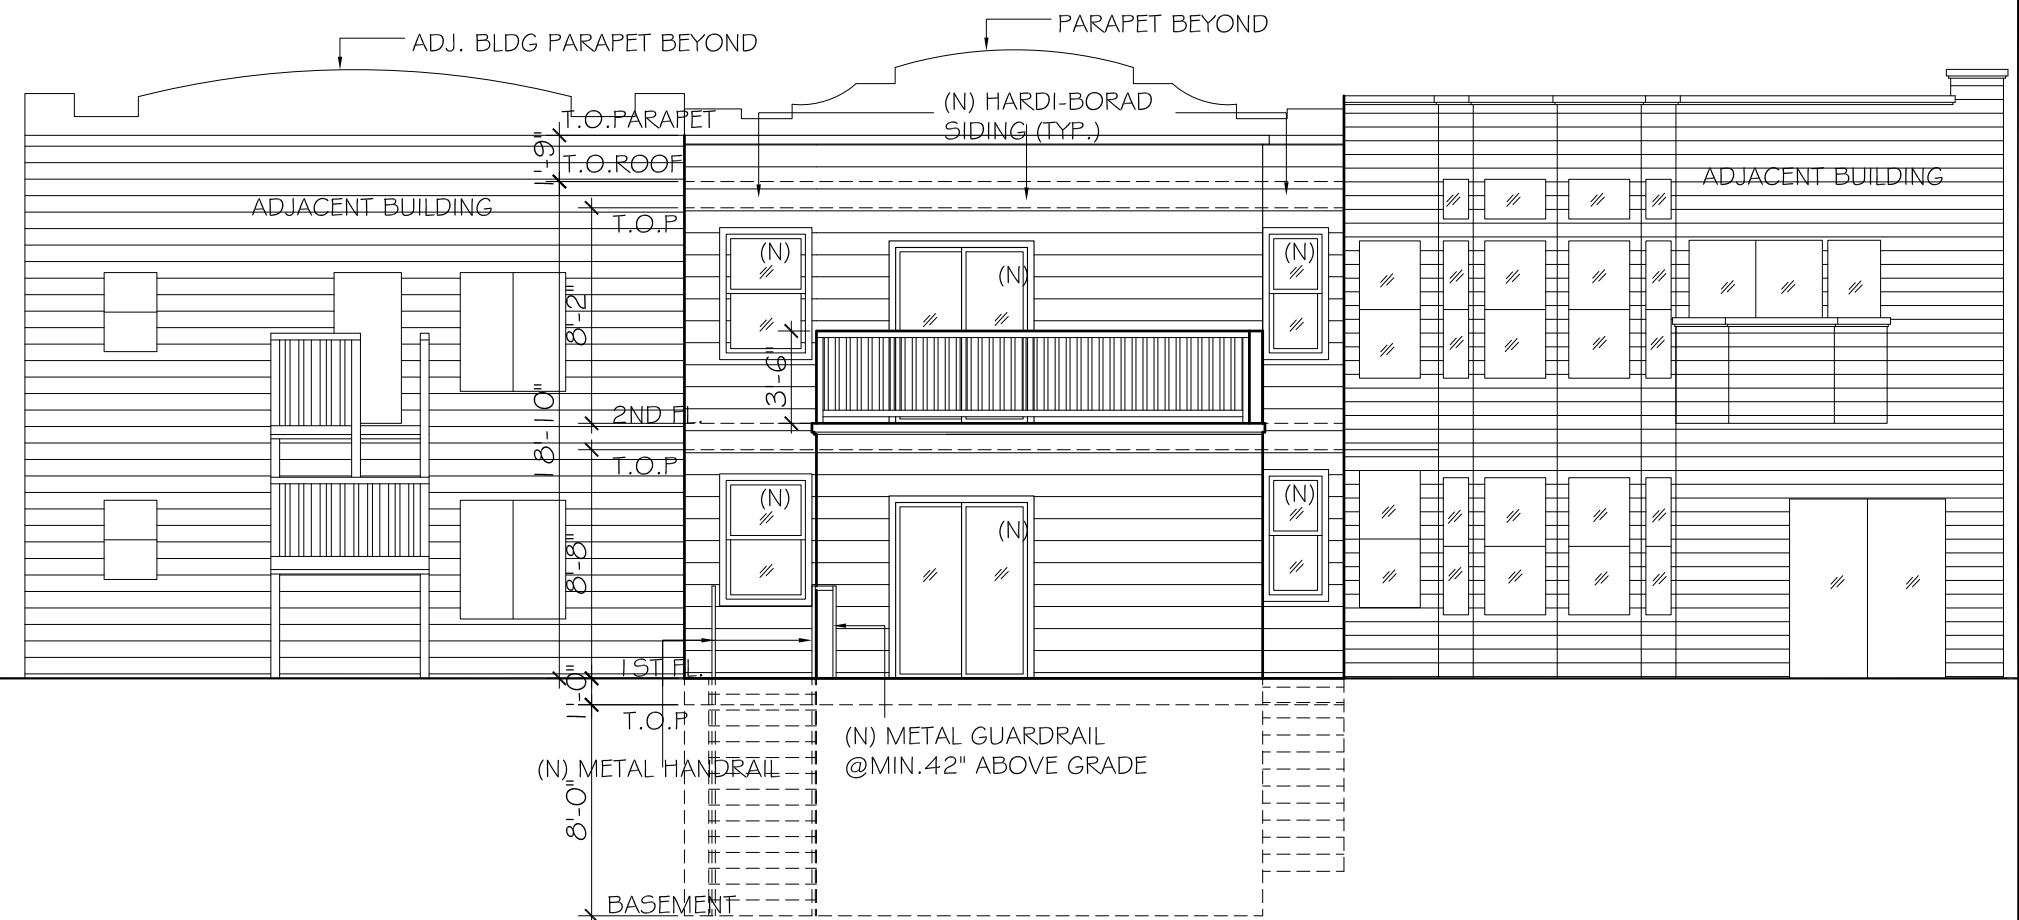 PARAPET BEYOND
ADJ. BLDG PARAPET BEYOND
(N) HARDI-BORAD
SIDING (TYP.)
T.O.PARAPET
1'-9"
T.O.ROOF
ADJACENT BUILDING
ADJACENT BUILDING
T.O.P
(N)
(N)
(N)
8'-2"
3'-6"
18'-10"
2ND FL.
T.O.P
(N)
(N)
(N)
8'-8"
1ST FL.
1'-0"
T.O.P
(N) METAL GUARDRAIL
@MIN.42" ABOVE GRADE
(N) METAL HANDRAIL
8'-0"
BASEMENT